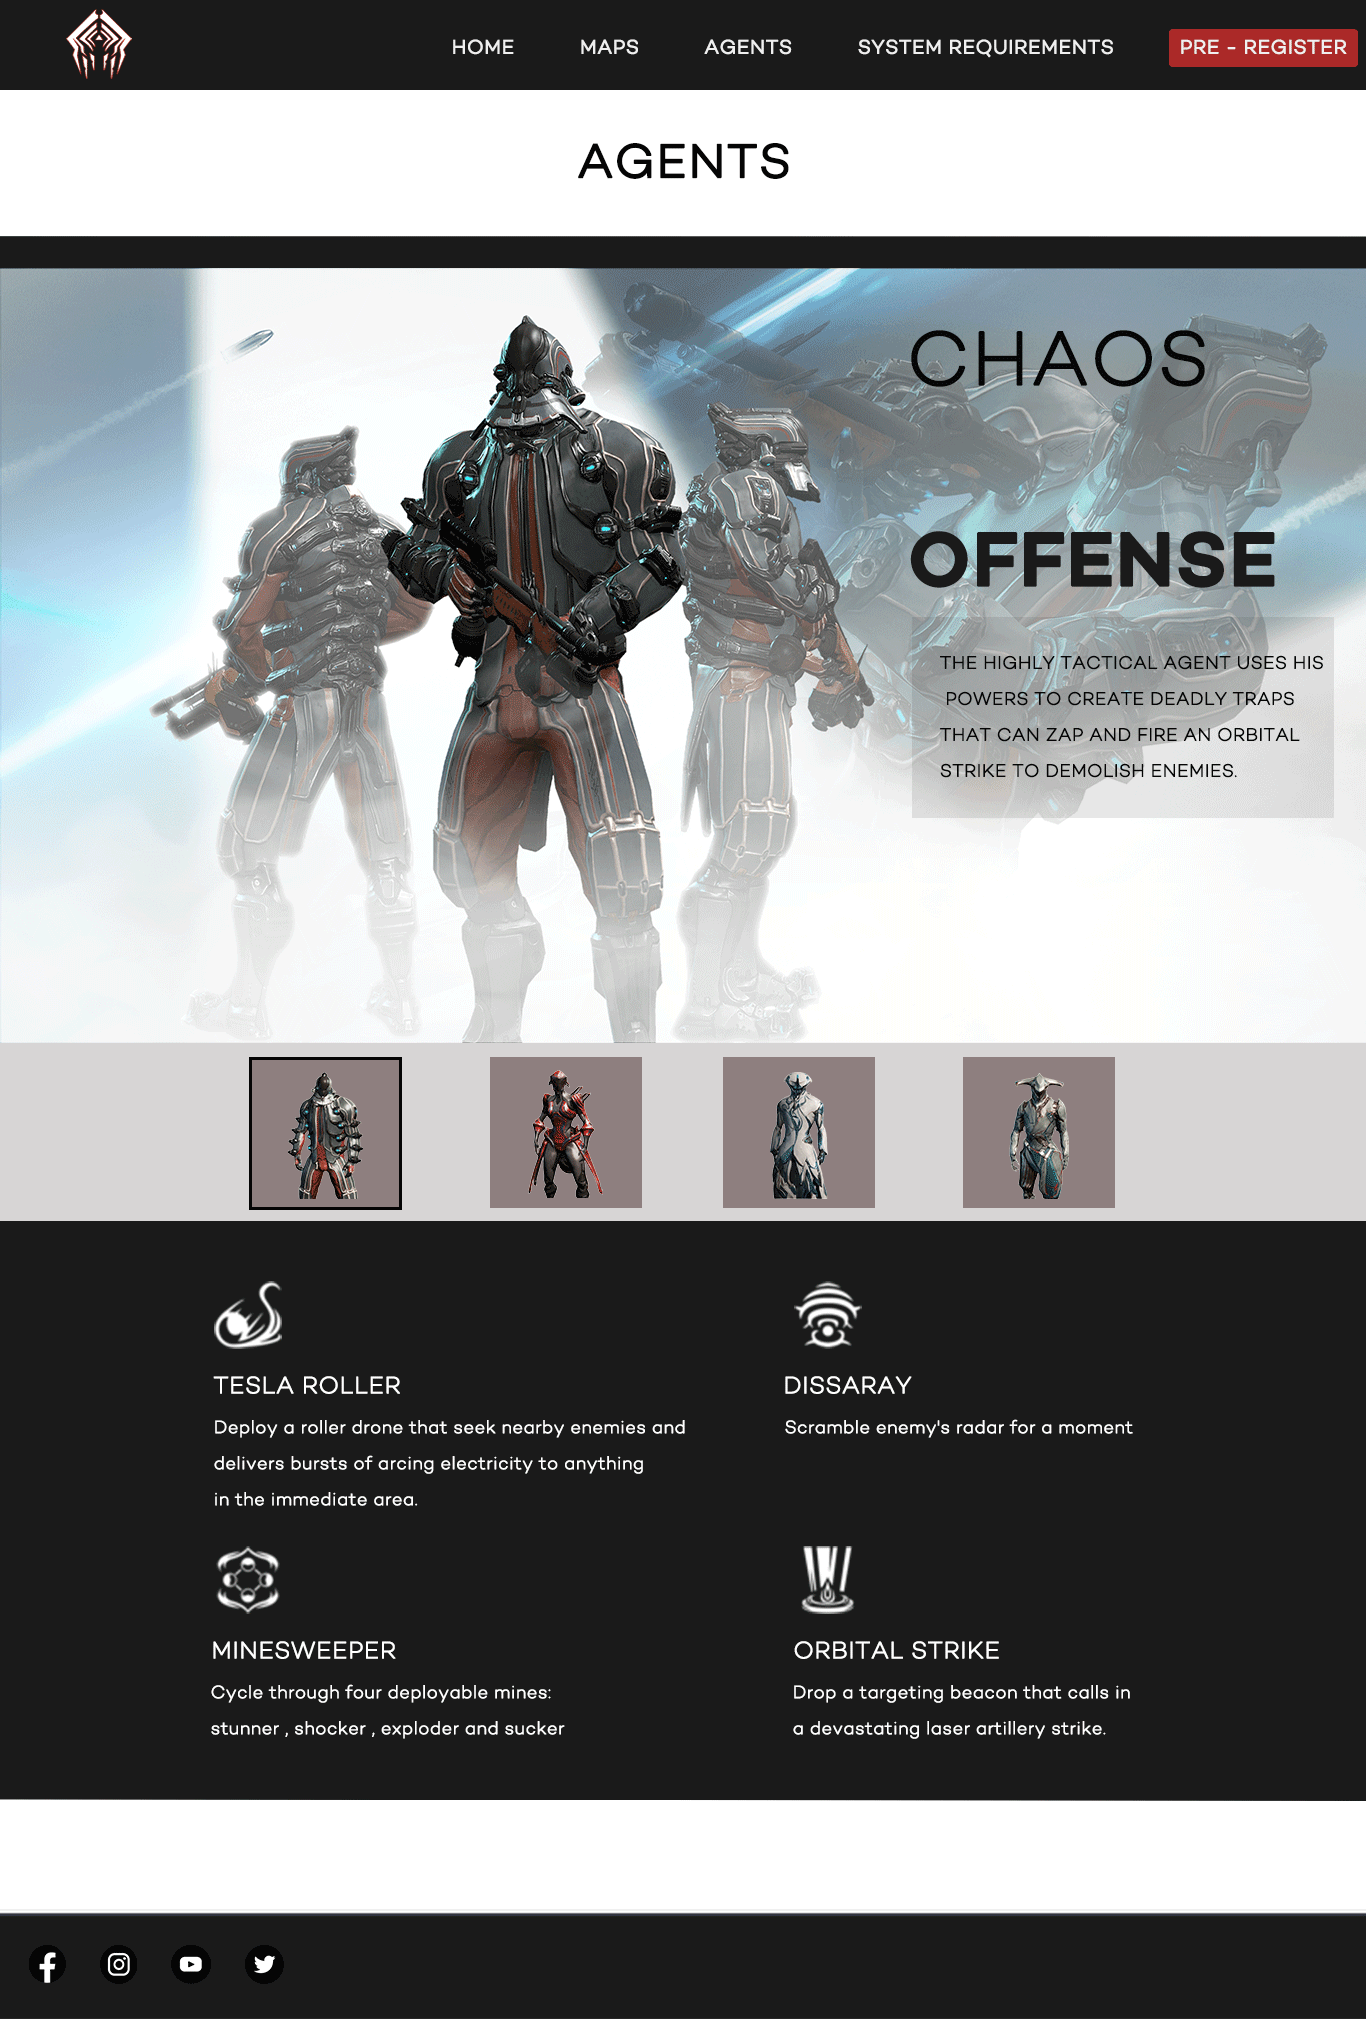 HOME MAPS AGENTS SYSTEM REQUIREMENTS PRE - REGISTER
AGENTS
CHAOS
OFFENSE
THE HIGHLY TACTICAL AGENT USES HIS
POWERS TO CREATE DEADLY TRAPS
THAT CAN ZAP AND FIRE AN ORBITAL
STRIKE TO DEMOLISH ENEMIES.
TESLA ROLLER
Deploy a roller drone that seek nearby enemies and
delivers bursts of arcing electricity to anything
in the immediate area.
DISSARAY
Scramble enemy's radar for a moment
MINESWEEPER
Cycle through four deployable mines:
stunner , shocker , exploder and sucker
ORBITAL STRIKE
Drop a targeting beacon that calls in
a devastating laser artillery strike.